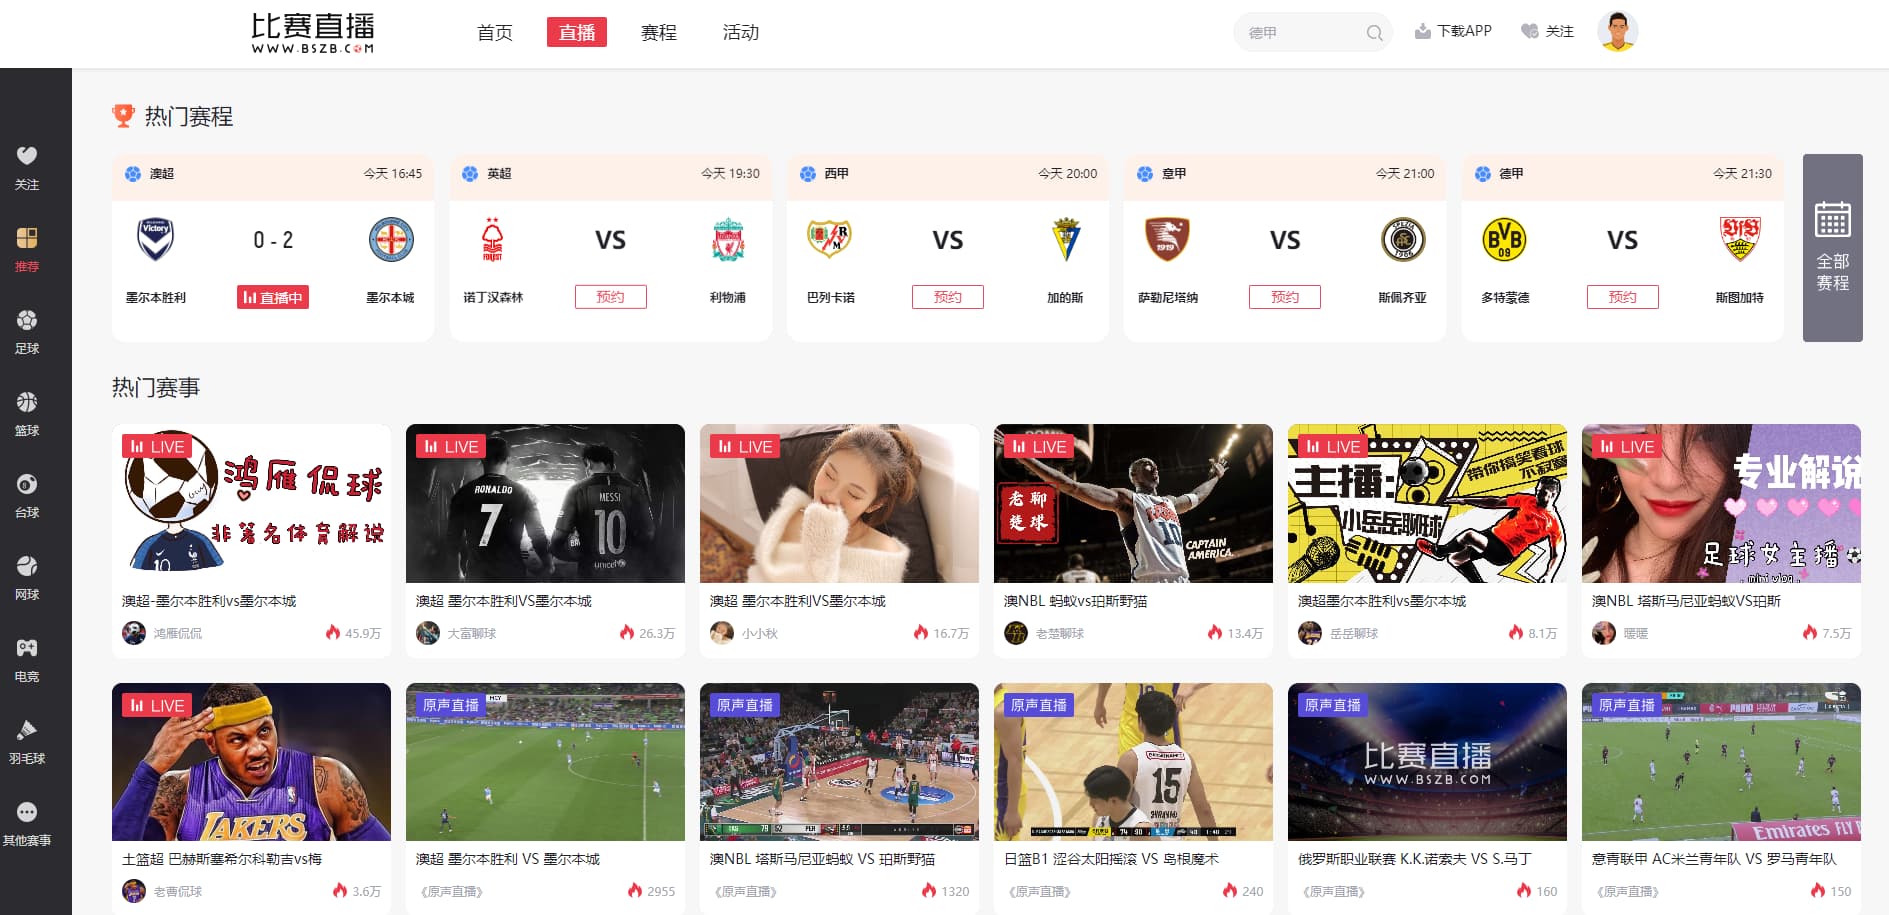 比赛直播
WWW.BSZB.COM
首页
直播
赛程
活动
德甲
下载APP
关注
关注
推荐
足球
篮球
台球
网球
电竞
羽毛球
其他赛事
热门赛程
澳超 今天 16:45
Victory
0 - 2
墨尔本胜利
直播中
墨尔本城
英超 今天 19:30
FOREST
VS
诺丁汉森林
预约
利物浦
西甲 今天 20:00
VS
巴列卡诺
预约
加的斯
意甲 今天 21:00
1919
VS
SPEZIA
1906
萨勒尼塔纳
预约
斯佩齐亚
德甲 今天 21:30
BVB
09
VS
VfB
多特蒙德
预约
斯图加特
全部
赛程
热门赛事
LIVE
鸿雁侃球
非著名体育解说
10
澳超-墨尔本胜利vs墨尔本城
鸿雁侃侃
45.9万
LIVE
RONALDO
7
MESSI
10
unicef
澳超 墨尔本胜利VS墨尔本城
大富聊球
26.3万
LIVE
澳超 墨尔本胜利VS墨尔本城
小小秋
16.7万
LIVE
老楚聊球
10
CAPTAIN
AMERICA.
澳NBL 蚂蚁vs珀斯野猫
老楚聊球
13.4万
LIVE
带你搞笑看球
不寂寞
主播:
小岳岳聊球
澳超墨尔本胜利vs墨尔本城
岳岳聊球
8.1万
LIVE
专业解说
足球女主播
mini vlog
澳NBL 塔斯马尼亚蚂蚁VS珀斯
暖暖
7.5万
LIVE
LAKERS
土篮超 巴赫斯塞希尔科勒吉vs梅
老曹侃球
3.6万
原声直播
MCY
澳超 墨尔本胜利 VS 墨尔本城
《原声直播》
2955
原声直播
TAS 79 62 PER
澳NBL 塔斯马尼亚蚂蚁 VS 珀斯野猫
《原声直播》
1320
原声直播
15
74 90
日篮B1 涩谷太阳摇滚 VS 岛根魔术
《原声直播》
240
原声直播
比赛直播
WWW.BSZB.COM
俄罗斯职业联赛 K.K.诺索夫 VS S.马丁
《原声直播》
160
原声直播
PUMA
Emirates FLY
意青联甲 AC米兰青年队 VS 罗马青年队
《原声直播》
150